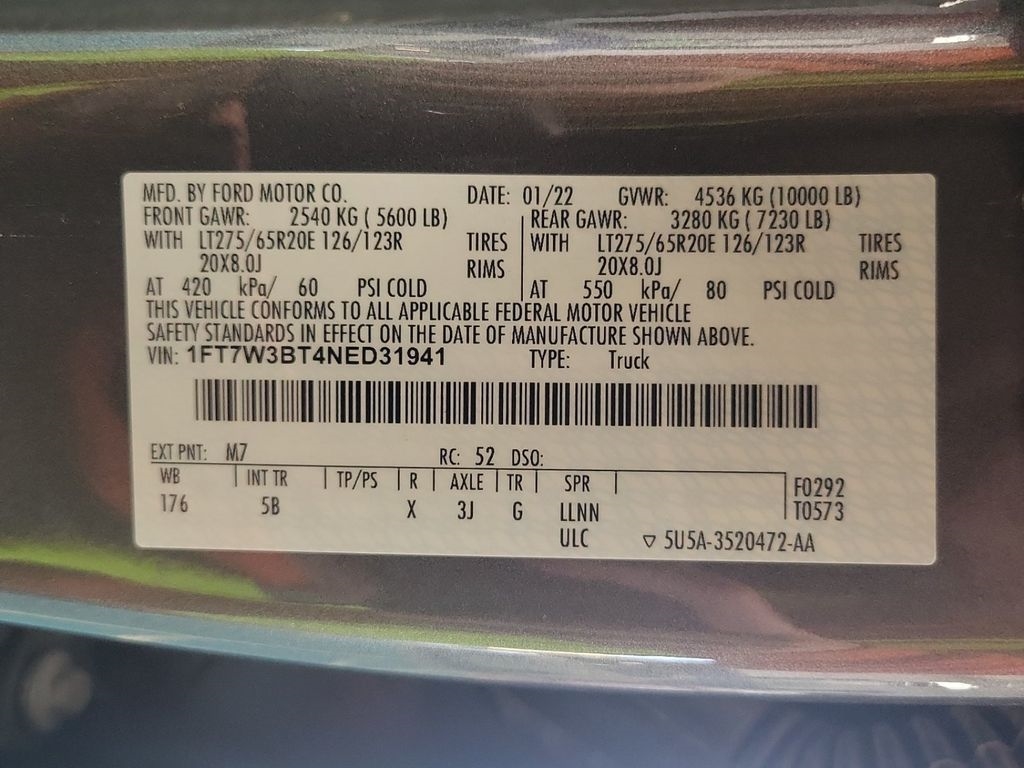 MFD. BY FORD MOTOR CO. DATE: 01/22 GVWR: 4536 KG (10000 LB)
FRONT GAWR: 2540 KG ( 5600 LB) REAR GAWR: 3280 KG ( 7230 LB)
WITH LT275/65R20E 126/123R TIRES WITH LT275/65R20E 126/123R TIRES
20X8.0J RIMS 20X8.0J RIMS
AT 420 kPa/ 60 PSI COLD AT 550 kPa/ 80 PSI COLD
THIS VEHICLE CONFORMS TO ALL APPLICABLE FEDERAL MOTOR VEHICLE
SAFETY STANDARDS IN EFFECT ON THE DATE OF MANUFACTURE SHOWN ABOVE.
VIN: 1FT7W3BT4NED31941 TYPE: Truck
EXT PNT: M7 RC: 52 DSO:
WB INT TR TP/PS R AXLE TR SPR F0292
176 5B X 3J G LLNN T0573
ULC ▽ 5U5A-3520472-AA